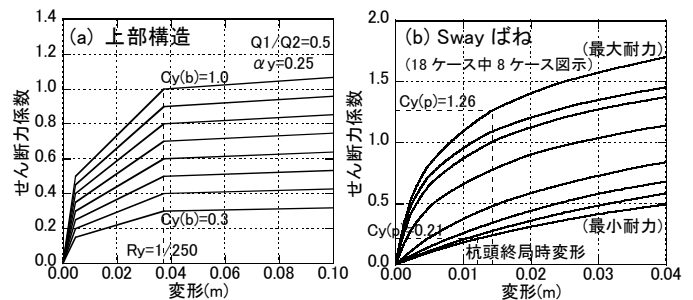 (a) 上部構造
Q1/Q2=0.5
αy=0.25
Cy(b)=1.0
Cy(b)=0.3
Ry=1/250
せん断力係数
1.4
1.2
1.0
0.8
0.6
0.4
0.2
0.0
0.00 0.02 0.04 0.06 0.08 0.10
変形(m)
(b) Sway ばね
(最大耐力)
(18 ケース中 8 ケース図示)
Cy(p)=1.26
Cy(p)=0.21
(最小耐力)
杭頭終局時変形
せん断力係数
2.0
1.5
1.0
0.5
0.0
0.00 0.01 0.02 0.03 0.04
変形(m)